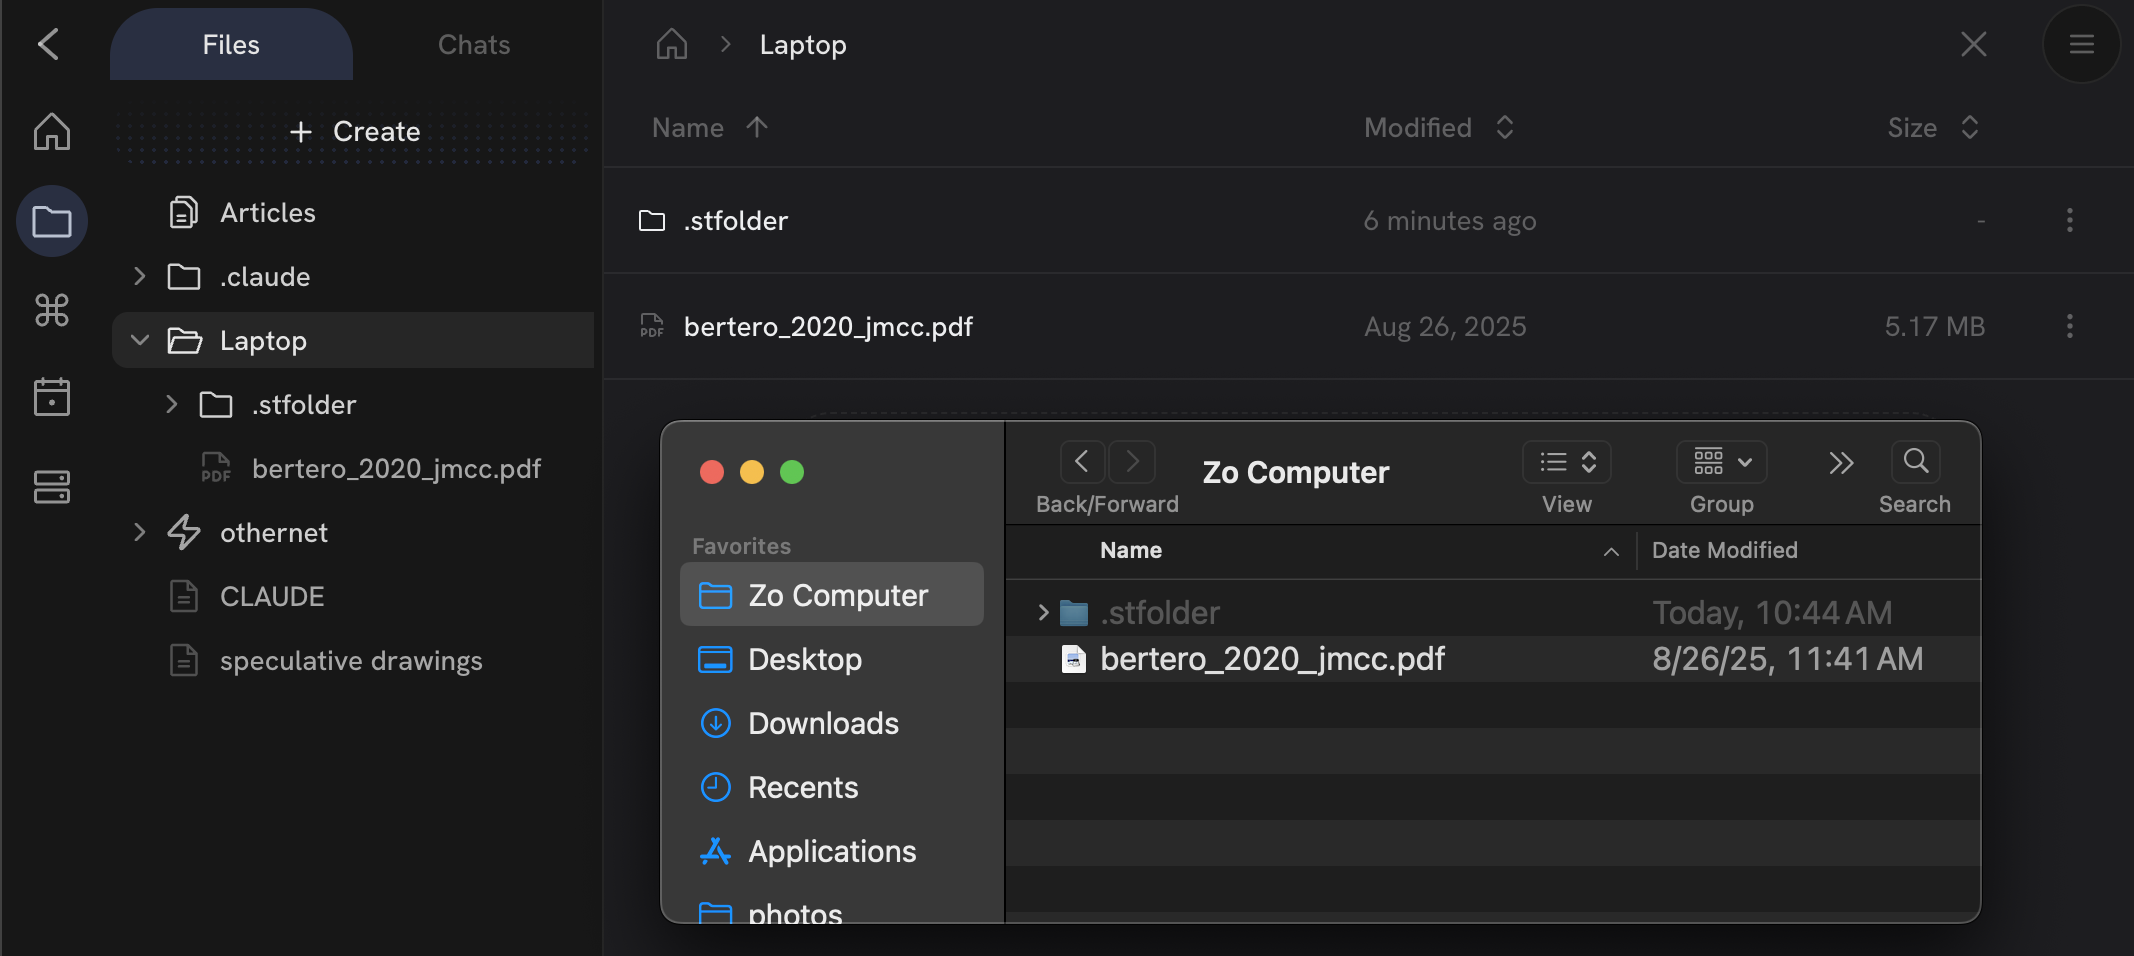 Files
Chats
Create
Articles
.claude
Laptop
.stfolder
bertero_2020_jmcc.pdf
othernet
CLAUDE
speculative drawings
Laptop
Name
Modified
Size
.stfolder
6 minutes ago
-
PDF
bertero_2020_jmcc.pdf
Aug 26, 2025
5.17 MB
PDF
Back/Forward
Zo Computer
View
Group
Search
Favorites
Zo Computer
Desktop
Downloads
Recents
Applications
photos
Name
Date Modified
.stfolder
Today, 10:44 AM
bertero_2020_jmcc.pdf
8/26/25, 11:41 AM